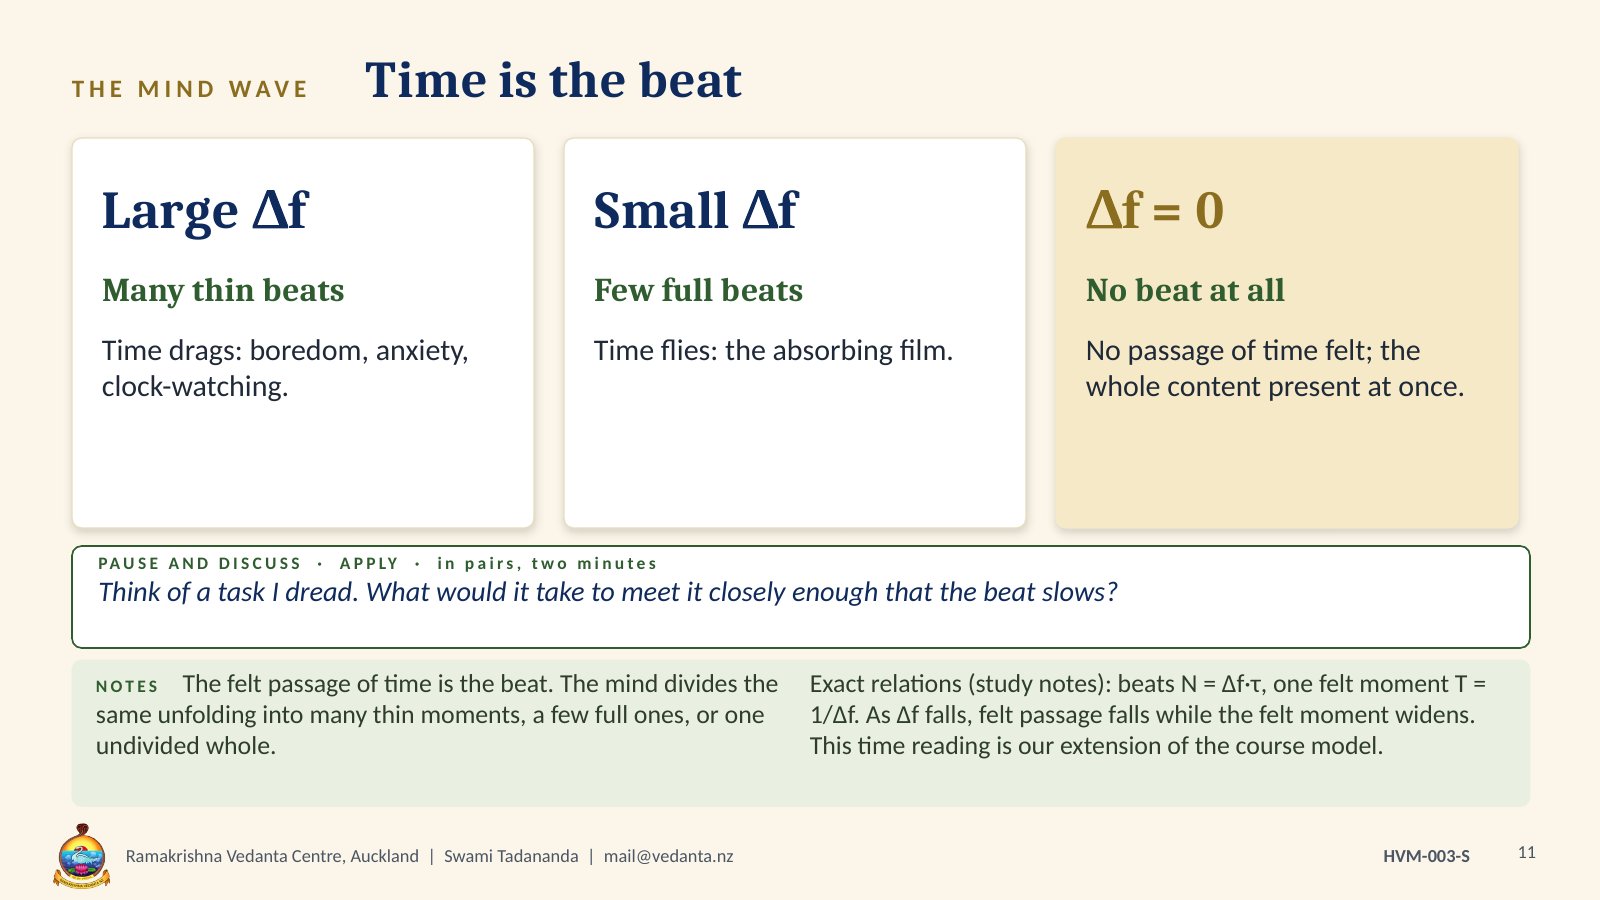 THE MIND WAVE Time is the beat
Large Δf
Many thin beats
Time drags: boredom, anxiety,
clock-watching.
Small Δf
Few full beats
Time flies: the absorbing film.
Δf = 0
No beat at all
No passage of time felt; the
whole content present at once.
PAUSE AND DISCUSS · APPLY · in pairs, two minutes
Think of a task I dread. What would it take to meet it closely enough that the beat slows?
NOTES The felt passage of time is the beat. The mind divides the
same unfolding into many thin moments, a few full ones, or one
undivided whole.
Exact relations (study notes): beats N = Δf·τ, one felt moment T =
1/Δf. As Δf falls, felt passage falls while the felt moment widens.
This time reading is our extension of the course model.
Ramakrishna Vedanta Centre, Auckland | Swami Tadananda | mail@vedanta.nz
HVM-003-S 11